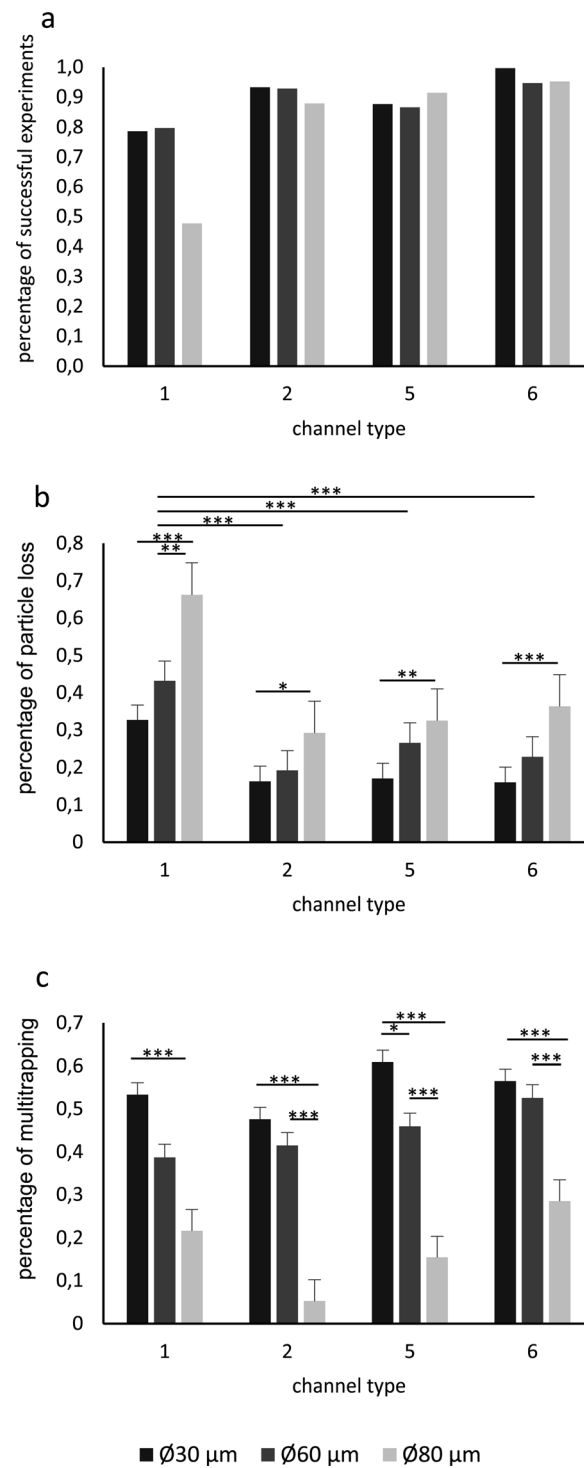 a
percentage of successful experiments
1,0
0,9
0,8
0,7
0,6
0,5
0,4
0,3
0,2
0,1
0,0
1 2 5 6
channel type
b
percentage of particle loss
***
***
***
*** ***
** * **
0,8
0,7
0,6
0,5
0,4
0,3
0,2
0,1
0
1 2 5 6
channel type
c
percentage of multitrapping
0,7
0,6
0,5
0,4
0,3
0,2
0,1
0
*** *** *** ***
*** * *** ***
1 2 5 6
channel type
Ø30 µm Ø60 µm Ø80 µm